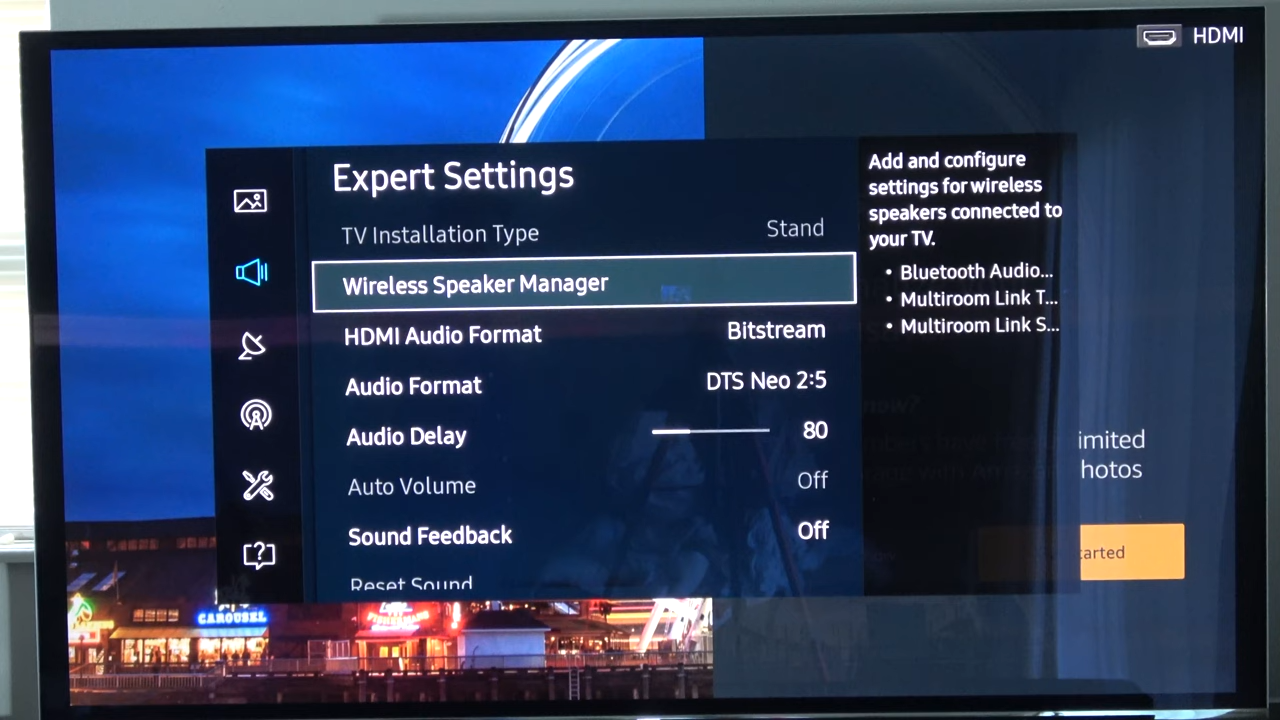 HDMI
Expert Settings
TV Installation Type Stand
Wireless Speaker Manager
HDMI Audio Format Bitstream
Audio Format DTS Neo 2:5
Audio Delay 80
Auto Volume Off
Sound Feedback Off
Reset Sound
Add and configure
settings for wireless
speakers connected to
your TV.
• Bluetooth Audio...
• Multiroom Link T...
• Multiroom Link S...
imited
hotos
arted
CAROUSEL